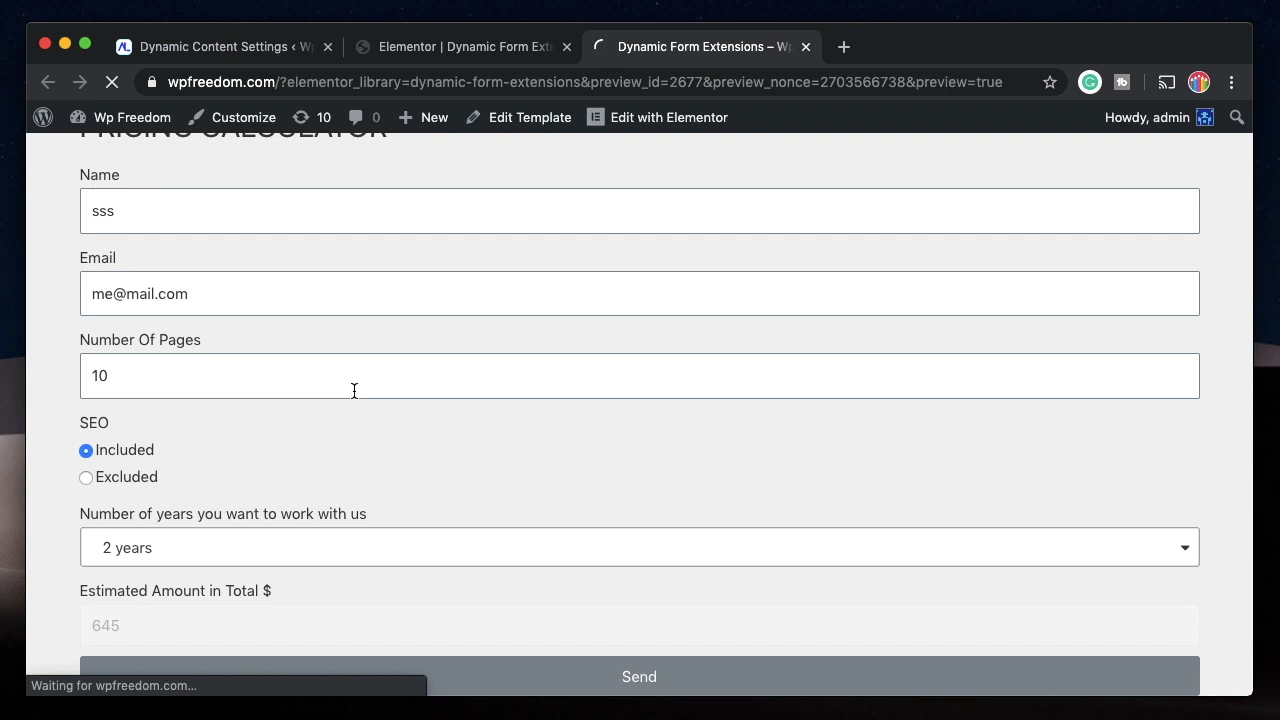 Dynamic Content Settings ‹ W
Elementor | Dynamic Form Ext
Dynamic Form Extensions – Wp
wpfreedom.com/?elementor_library=dynamic-form-extensions&preview_id=2677&preview_nonce=2703566738&preview=true
Wp Freedom
Customize
10
0
New
Edit Template
Edit with Elementor
Howdy, admin
PRICING CALCULATOR
Name
sss
Email
me@mail.com
Number Of Pages
10
SEO
Included
Excluded
Number of years you want to work with us
2 years
Estimated Amount in Total $
645
Send
Waiting for wpfreedom.com...